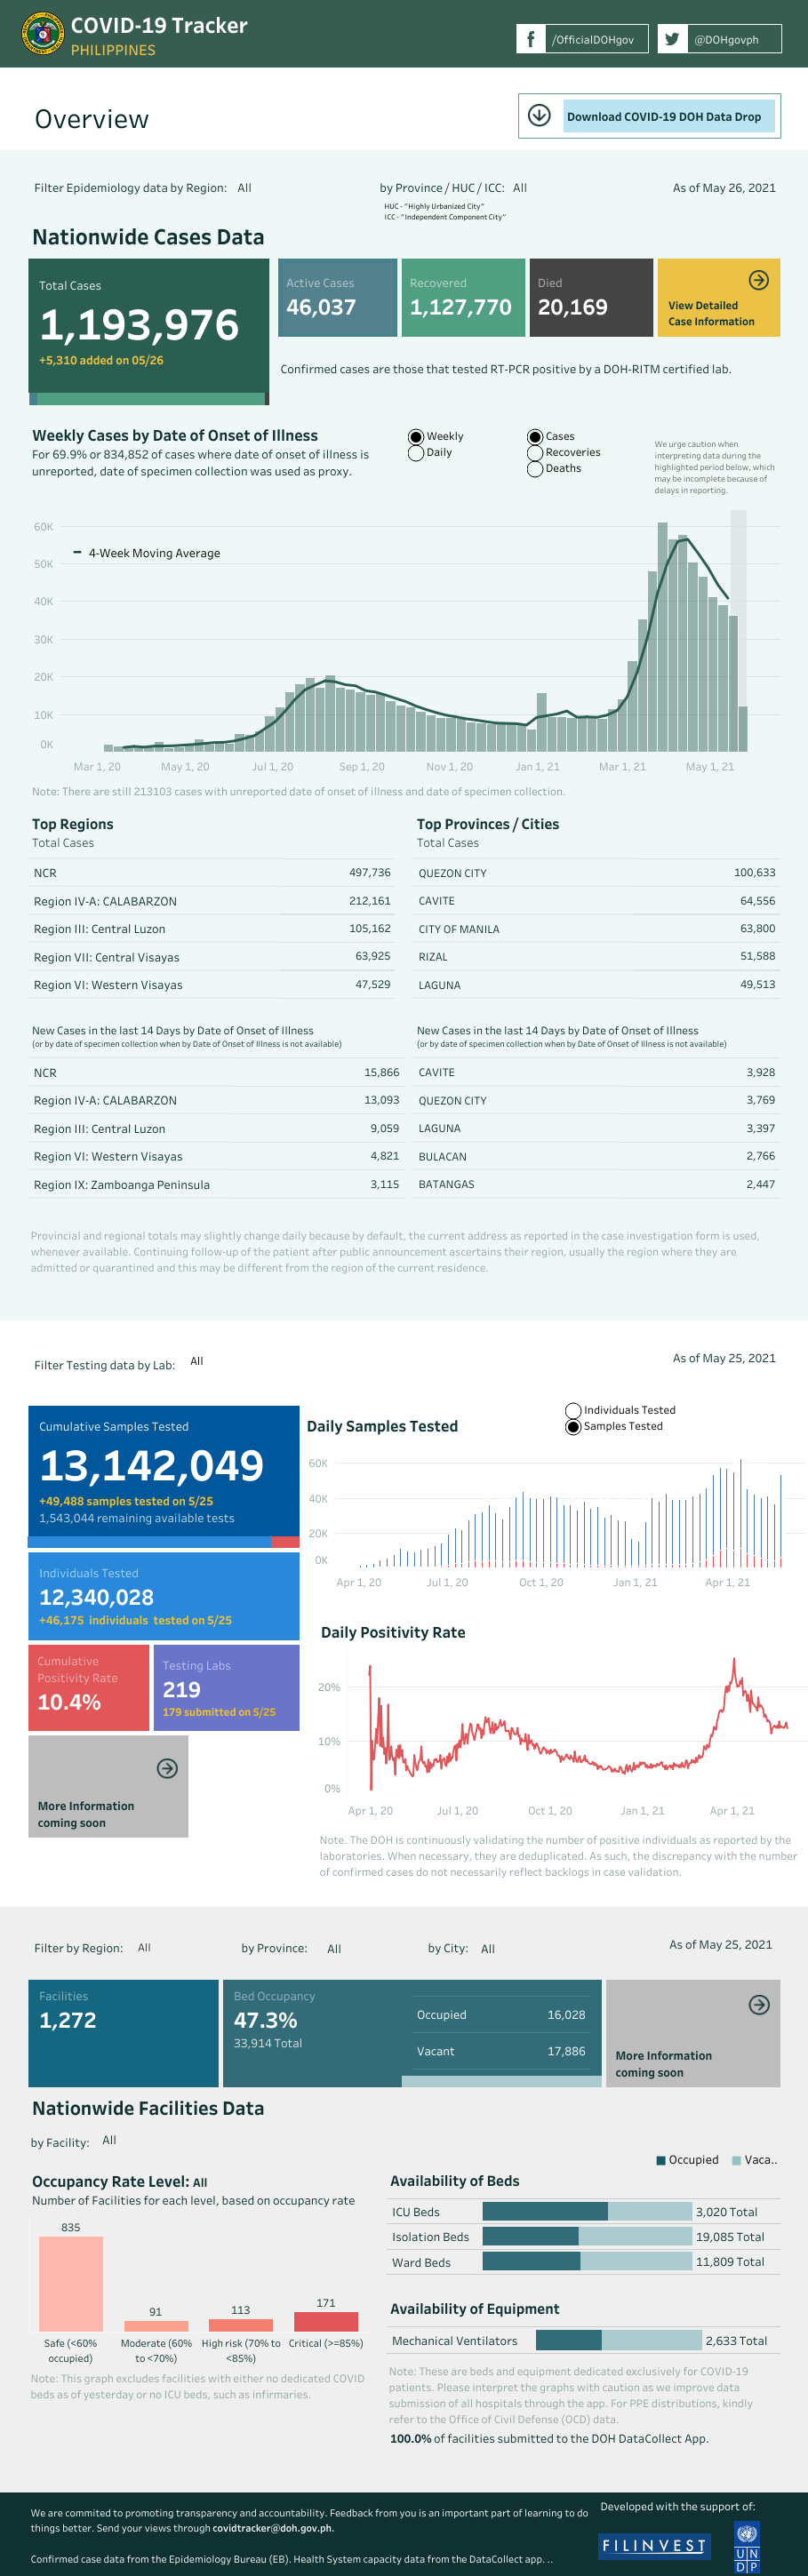 COVID-19 Tracker
PHILIPPINES
/OfficialDOHgov
@DOHgovph
Overview
Download COVID-19 DOH Data Drop
Filter Epidemiology data by Region: All
by Province / HUC / ICC: All
As of May 26, 2021
HUC - "Highly Urbanized City"
ICC - "Independent Component City"
Nationwide Cases Data
Total Cases
1,193,976
+5,310 added on 05/26
Active Cases
46,037
Recovered
1,127,770
Died
20,169
View Detailed
Case Information
Confirmed cases are those that tested RT-PCR positive by a DOH-RITM certified lab.
Weekly Cases by Date of Onset of Illness
For 69.9% or 834,852 of cases where date of onset of illness is
unreported, date of specimen collection was used as proxy.
Weekly
Daily
Cases
Recoveries
Deaths
We urge caution when
interpreting data during the
highlighted period below, which
may be incomplete because of
delays in reporting.
60K
50K
40K
30K
20K
10K
0K
4-Week Moving Average
Mar 1, 20
May 1, 20
Jul 1, 20
Sep 1, 20
Nov 1, 20
Jan 1, 21
Mar 1, 21
May 1, 21
Note: There are still 213103 cases with unreported date of onset of illness and date of specimen collection.
Top Regions
Total Cases
NCR 497,736
Region IV-A: CALABARZON 212,161
Region III: Central Luzon 105,162
Region VII: Central Visayas 63,925
Region VI: Western Visayas 47,529
Top Provinces / Cities
Total Cases
QUEZON CITY 100,633
CAVITE 64,556
CITY OF MANILA 63,800
RIZAL 51,588
LAGUNA 49,513
New Cases in the last 14 Days by Date of Onset of Illness
(or by date of specimen collection when by Date of Onset of Illness is not available)
NCR 15,866
Region IV-A: CALABARZON 13,093
Region III: Central Luzon 9,059
Region VI: Western Visayas 4,821
Region IX: Zamboanga Peninsula 3,115
New Cases in the last 14 Days by Date of Onset of Illness
(or by date of specimen collection when by Date of Onset of Illness is not available)
CAVITE 3,928
QUEZON CITY 3,769
LAGUNA 3,397
BULACAN 2,766
BATANGAS 2,447
Provincial and regional totals may slightly change daily because by default, the current address as reported in the case investigation form is used,
whenever available. Continuing follow-up of the patient after public announcement ascertains their region, usually the region where they are
admitted or quarantined and this may be different from the region of the current residence.
Filter Testing data by Lab: All
As of May 25, 2021
Cumulative Samples Tested
13,142,049
+49,488 samples tested on 5/25
1,543,044 remaining available tests
Individuals Tested
12,340,028
+46,175 individuals tested on 5/25
Cumulative
Positivity Rate
10.4%
Testing Labs
219
179 submitted on 5/25
More Information
coming soon
Daily Samples Tested
Individuals Tested
Samples Tested
60K
40K
20K
0K
Apr 1, 20
Jul 1, 20
Oct 1, 20
Jan 1, 21
Apr 1, 21
Daily Positivity Rate
20%
10%
0%
Apr 1, 20
Jul 1, 20
Oct 1, 20
Jan 1, 21
Apr 1, 21
Note. The DOH is continuously validating the number of positive individuals as reported by the
laboratories. When necessary, they are deduplicated. As such, the discrepancy with the number
of confirmed cases do not necessarily reflect backlogs in case validation.
Filter by Region: All
by Province: All
by City: All
As of May 25, 2021
Facilities
1,272
Bed Occupancy
47.3%
33,914 Total
Occupied 16,028
Vacant 17,886
More Information
coming soon
Nationwide Facilities Data
by Facility: All
Occupied
Vaca..
Occupancy Rate Level: All
Number of Facilities for each level, based on occupancy rate
835
91
113
171
Safe (<60%
occupied)
Moderate (60%
to <70%)
High risk (70% to
<85%)
Critical (>=85%)
Note: This graph excludes facilities with either no dedicated COVID
beds as of yesterday or no ICU beds, such as infirmaries.
Availability of Beds
ICU Beds 3,020 Total
Isolation Beds 19,085 Total
Ward Beds 11,809 Total
Availability of Equipment
Mechanical Ventilators 2,633 Total
Note: These are beds and equipment dedicated exclusively for COVID-19
patients. Please interpret the graphs with caution as we improve data
submission of all hospitals through the app. For PPE distributions, kindly
refer to the Office of Civil Defense (OCD) data.
100.0% of facilities submitted to the DOH DataCollect App.
We are commited to promoting transparency and accountability. Feedback from you is an important part of learning to do
things better. Send your views through covidtracker@doh.gov.ph.
Confirmed case data from the Epidemiology Bureau (EB). Health System capacity data from the DataCollect app. ..
Developed with the support of:
FILINVEST
UN
DP